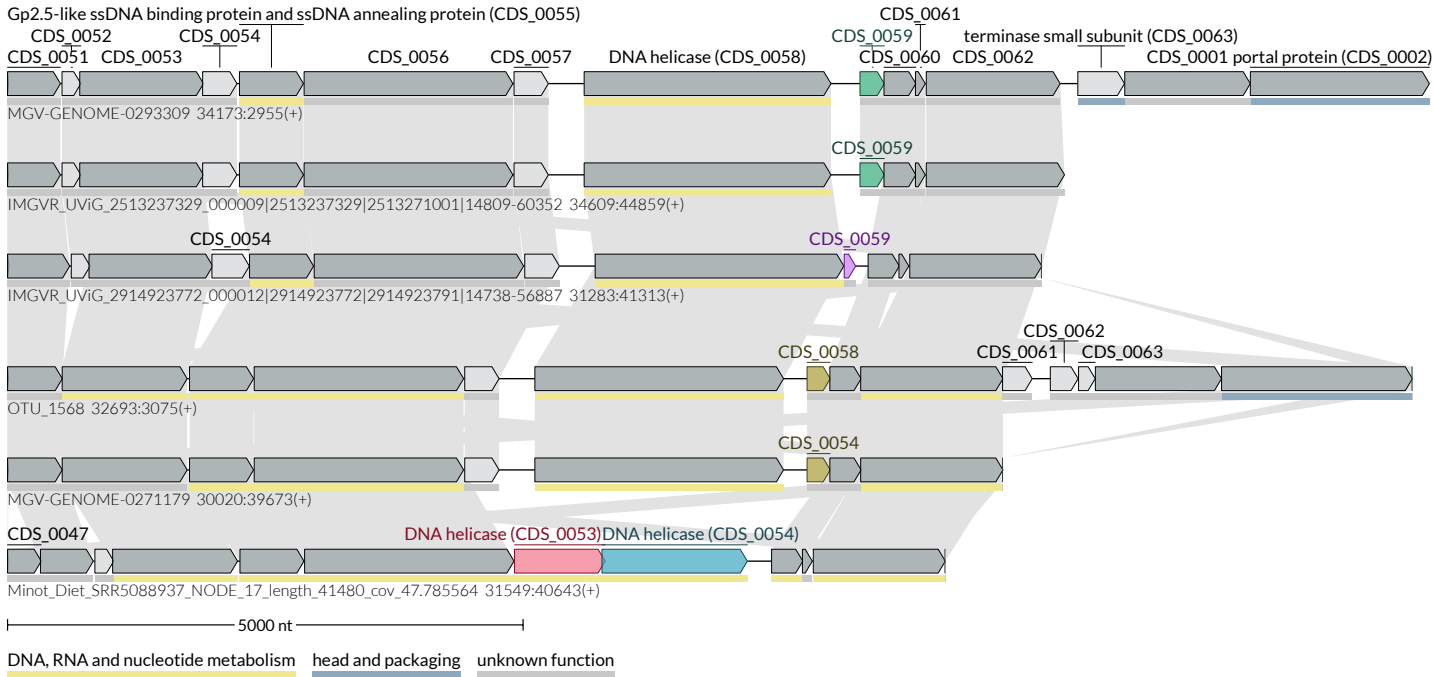 Gp2.5-like ssDNA binding protein and ssDNA annealing protein (CDS_0055) CDS_0061
CDS_0052 CDS_0054 CDS_0059 terminase small subunit (CDS_0063)
CDS_0051 CDS_0053 CDS_0056 CDS_0057 DNA helicase (CDS_0058) CDS_0060 CDS_0062 CDS_0001 portal protein (CDS_0002)
MGV-GENOME-0293309 34173:2955(+)
CDS_0059
IMGVR_UViG_2513237329_000009|2513237329|2513271001|14809-60352 34609:44859(+)
CDS_0054 CDS_0059
IMGVR_UViG_2914923772_000012|2914923772|2914923791|14738-56887 31283:41313(+)
CDS_0062
CDS_0058 CDS_0061 CDS_0063
OTU_1568 32693:3075(+)
CDS_0054
MGV-GENOME-0271179 30020:39673(+)
CDS_0047 DNA helicase (CDS_0053) DNA helicase (CDS_0054)
Minot_Diet_SRR5088937_NODE_17_length_41480_cov_47.785564 31549:40643(+)
5000 nt
DNA, RNA and nucleotide metabolism head and packaging unknown function